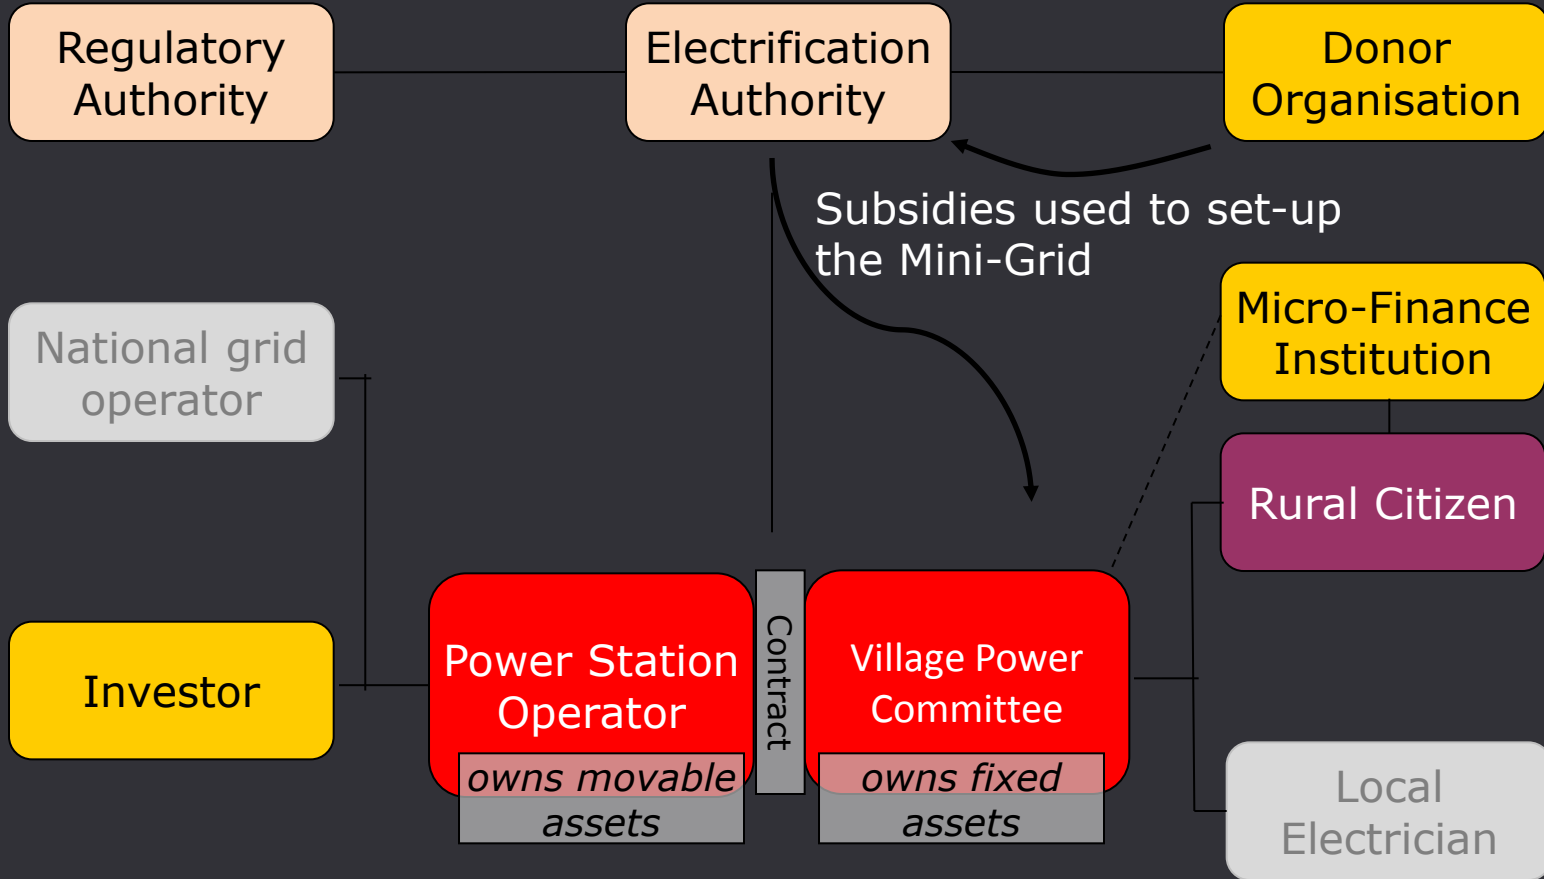 Regulatory
Authority
Electrification
Authority
Donor
Organisation
Subsidies used to set-up
the Mini-Grid
National grid
operator
Micro-Finance
Institution
Rural Citizen
Investor
Power Station
Operator
owns movable
assets
Contract
Village Power
Committee
owns fixed
assets
Local
Electrician